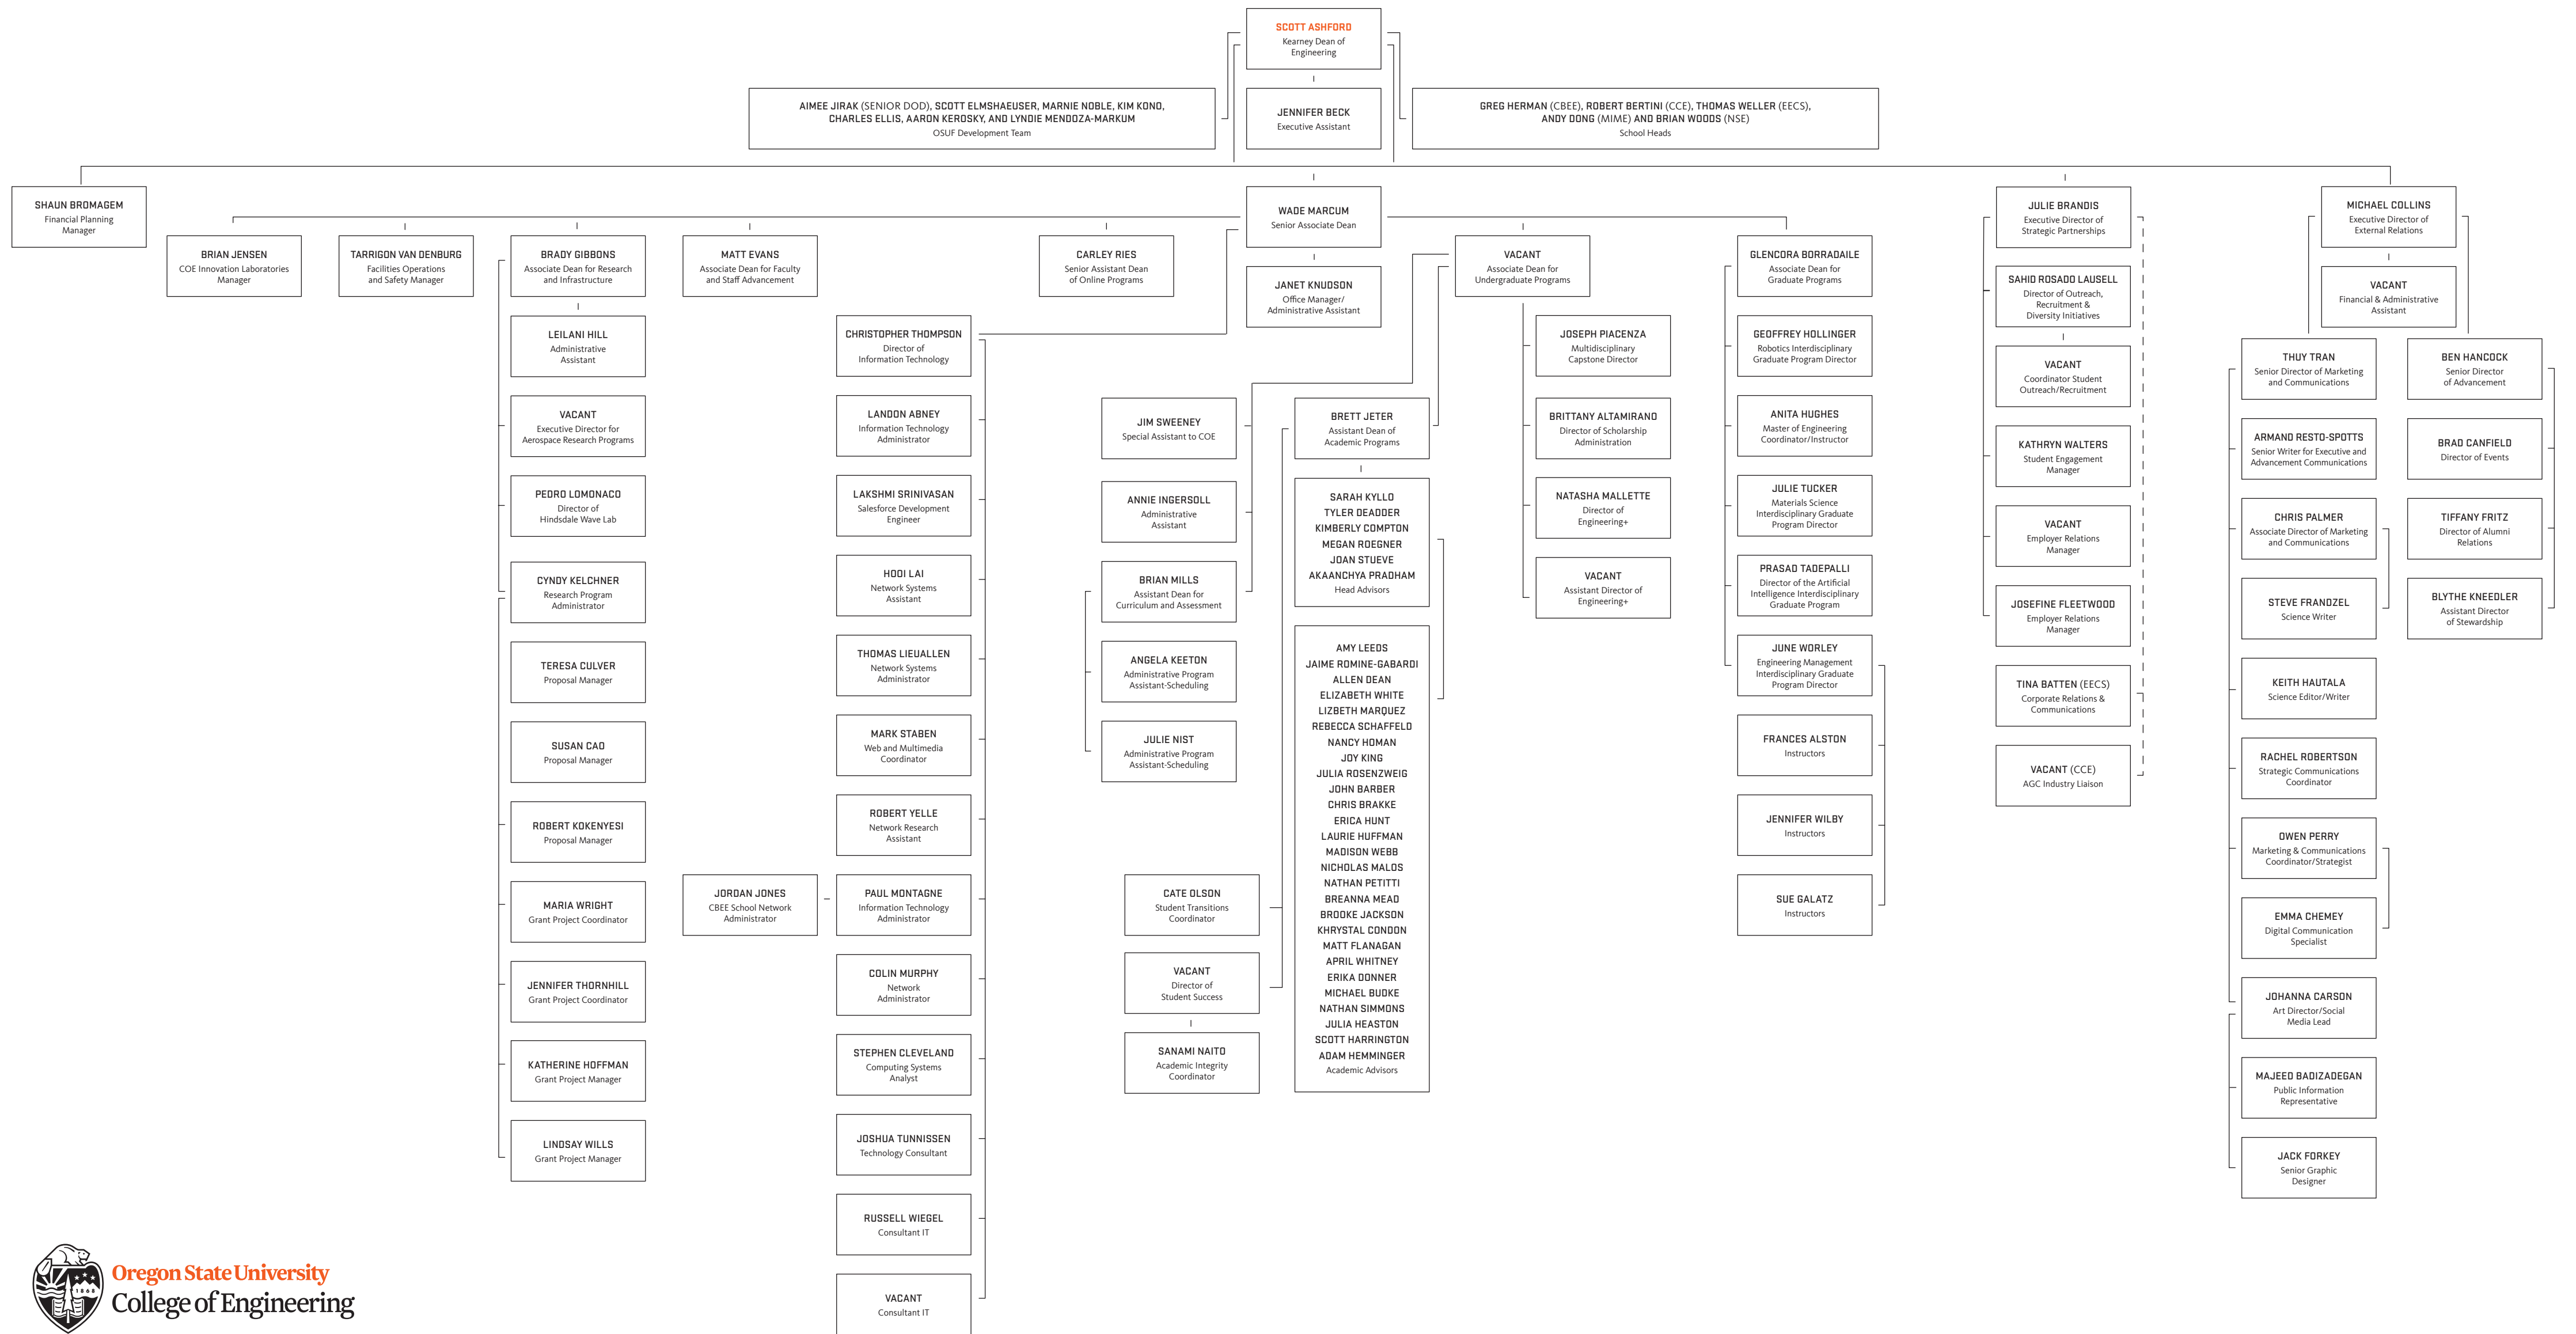 SCOTT ASHFORD
Kearney Dean of
Engineering
AIMEE JIRAK (SENIOR DOD), SCOTT ELMSHAEUSER, MARNIE NOBLE, KIM KONO,
CHARLES ELLIS, AARON KEROSKY, AND LYNDIE MENDOZA-MARKUM
OSUF Development Team
JENNIFER BECK
Executive Assistant
GREG HERMAN (CBEE), ROBERT BERTINI (CCE), THOMAS WELLER (EECS),
ANDY DONG (MIME) AND BRIAN WOODS (NSE)
School Heads
SHAUN BROMAGEM
Financial Planning
Manager
WADE MARCUM
Senior Associate Dean
JANET KNUDSON
Office Manager/
Administrative Assistant
BRIAN JENSEN
COE Innovation Laboratories
Manager
TARRIGON VAN DENBURG
Facilities Operations
and Safety Manager
BRADY GIBBONS
Associate Dean for Research
and Infrastructure
LEILANI HILL
Administrative
Assistant
VACANT
Executive Director for
Aerospace Research Programs
PEDRO LOMONACO
Director of
Hindsdale Wave Lab
CYNDY KELCHNER
Research Program
Administrator
TERESA CULVER
Proposal Manager
SUSAN CAO
Proposal Manager
ROBERT KOKENYESI
Proposal Manager
MARIA WRIGHT
Grant Project Coordinator
JENNIFER THORNHILL
Grant Project Coordinator
KATHERINE HOFFMAN
Grant Project Manager
LINDSAY WILLS
Grant Project Manager
MATT EVANS
Associate Dean for Faculty
and Staff Advancement
CHRISTOPHER THOMPSON
Director of
Information Technology
LANDON ABNEY
Information Technology
Administrator
LAKSHMI SRINIVASAN
Salesforce Development
Engineer
HOOI LAI
Network Systems
Assistant
THOMAS LIEUALLEN
Network Systems
Administrator
MARK STABEN
Web and Multimedia
Coordinator
ROBERT YELLE
Network Research
Assistant
JORDAN JONES
CBEE School Network
Administrator
PAUL MONTAGNE
Information Technology
Administrator
COLIN MURPHY
Network
Administrator
STEPHEN CLEVELAND
Computing Systems
Analyst
JOSHUA TUNNISSEN
Technology Consultant
RUSSELL WIEGEL
Consultant IT
VACANT
Consultant IT
CARLEY RIES
Senior Assistant Dean
of Online Programs
VACANT
Associate Dean for
Undergraduate Programs
JIM SWEENEY
Special Assistant to COE
ANNIE INGERSOLL
Administrative
Assistant
BRIAN MILLS
Assistant Dean for
Curriculum and Assessment
ANGELA KEETON
Administrative Program
Assistant-Scheduling
JULIE NIST
Administrative Program
Assistant-Scheduling
BRETT JETER
Assistant Dean of
Academic Programs
SARAH KYLLO
TYLER DEADDER
KIMBERLY COMPTON
MEGAN ROEGNER
JOAN STUEVE
AKAANCHYA PRADHAM
Head Advisors
AMY LEEDS
JAIME ROMINE-GABARDI
ALLEN DEAN
ELIZABETH WHITE
LIZBETH MARQUEZ
REBECCA SCHAFFELD
NANCY HOMAN
JOY KING
JULIA ROSENZWEIG
JOHN BARBER
CHRIS BRAKKE
ERICA HUNT
LAURIE HUFFMAN
MADISON WEBB
NICHOLAS MALOS
NATHAN PETITTI
BREANNA MEAD
BROOKE JACKSON
KHRYSTAL CONDON
MATT FLANAGAN
APRIL WHITNEY
ERIKA DONNER
MICHAEL BUDKE
NATHAN SIMMONS
JULIA HEASTON
SCOTT HARRINGTON
ADAM HEMMINGER
Academic Advisors
CATE OLSON
Student Transitions
Coordinator
VACANT
Director of
Student Success
SANAMI NAITO
Academic Integrity
Coordinator
JOSEPH PIACENZA
Multidisciplinary
Capstone Director
BRITTANY ALTAMIRANO
Director of Scholarship
Administration
NATASHA MALLETTE
Director of
Engineering+
VACANT
Assistant Director of
Engineering+
GLENCORA BORRADAILE
Associate Dean for
Graduate Programs
GEOFFREY HOLLINGER
Robotics Interdisciplinary
Graduate Program Director
ANITA HUGHES
Master of Engineering
Coordinator/Instructor
JULIE TUCKER
Materials Science
Interdisciplinary Graduate
Program Director
PRASAD TADEPALLI
Director of the Artificial
Intelligence Interdisciplinary
Graduate Program
JUNE WORLEY
Engineering Management
Interdisciplinary Graduate
Program Director
FRANCES ALSTON
Instructors
JENNIFER WILBY
Instructors
SUE GALATZ
Instructors
JULIE BRANDIS
Executive Director of
Strategic Partnerships
SAHID ROSADO LAUSELL
Director of Outreach,
Recruitment &
Diversity Initiatives
VACANT
Coordinator Student
Outreach/Recruitment
KATHRYN WALTERS
Student Engagement
Manager
VACANT
Employer Relations
Manager
JOSEFINE FLEETWOOD
Employer Relations
Manager
TINA BATTEN (EECS)
Corporate Relations &
Communications
VACANT (CCE)
AGC Industry Liaison
MICHAEL COLLINS
Executive Director of
External Relations
VACANT
Financial & Administrative
Assistant
THUY TRAN
Senior Director of Marketing
and Communications
ARMAND RESTO-SPOTTS
Senior Writer for Executive and
Advancement Communications
CHRIS PALMER
Associate Director of Marketing
and Communications
STEVE FRANDZEL
Science Writer
KEITH HAUTALA
Science Editor/Writer
RACHEL ROBERTSON
Strategic Communications
Coordinator
OWEN PERRY
Marketing & Communications
Coordinator/Strategist
EMMA CHEMEY
Digital Communication
Specialist
JOHANNA CARSON
Art Director/Social
Media Lead
MAJEED BADIZADEGAN
Public Information
Representative
JACK FORKEY
Senior Graphic
Designer
BEN HANCOCK
Senior Director
of Advancement
BRAD CANFIELD
Director of Events
TIFFANY FRITZ
Director of Alumni
Relations
BLYTHE KNEEDLER
Assistant Director
of Stewardship
1868
Oregon State University
College of Engineering